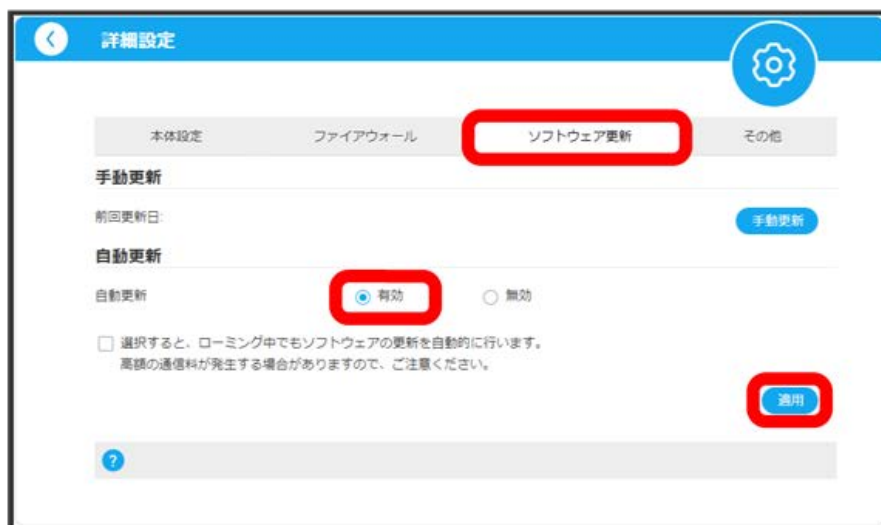 詳細設定
本体設定 ファイアウォール ソフトウェア更新 その他
手動更新
前回更新日: 手動更新
自動更新
自動更新 有効 無効
選択すると、ローミング中でもソフトウェアの更新を自動的に行います。
高額の通信料が発生する場合がありますので、ご注意ください。
適用
?